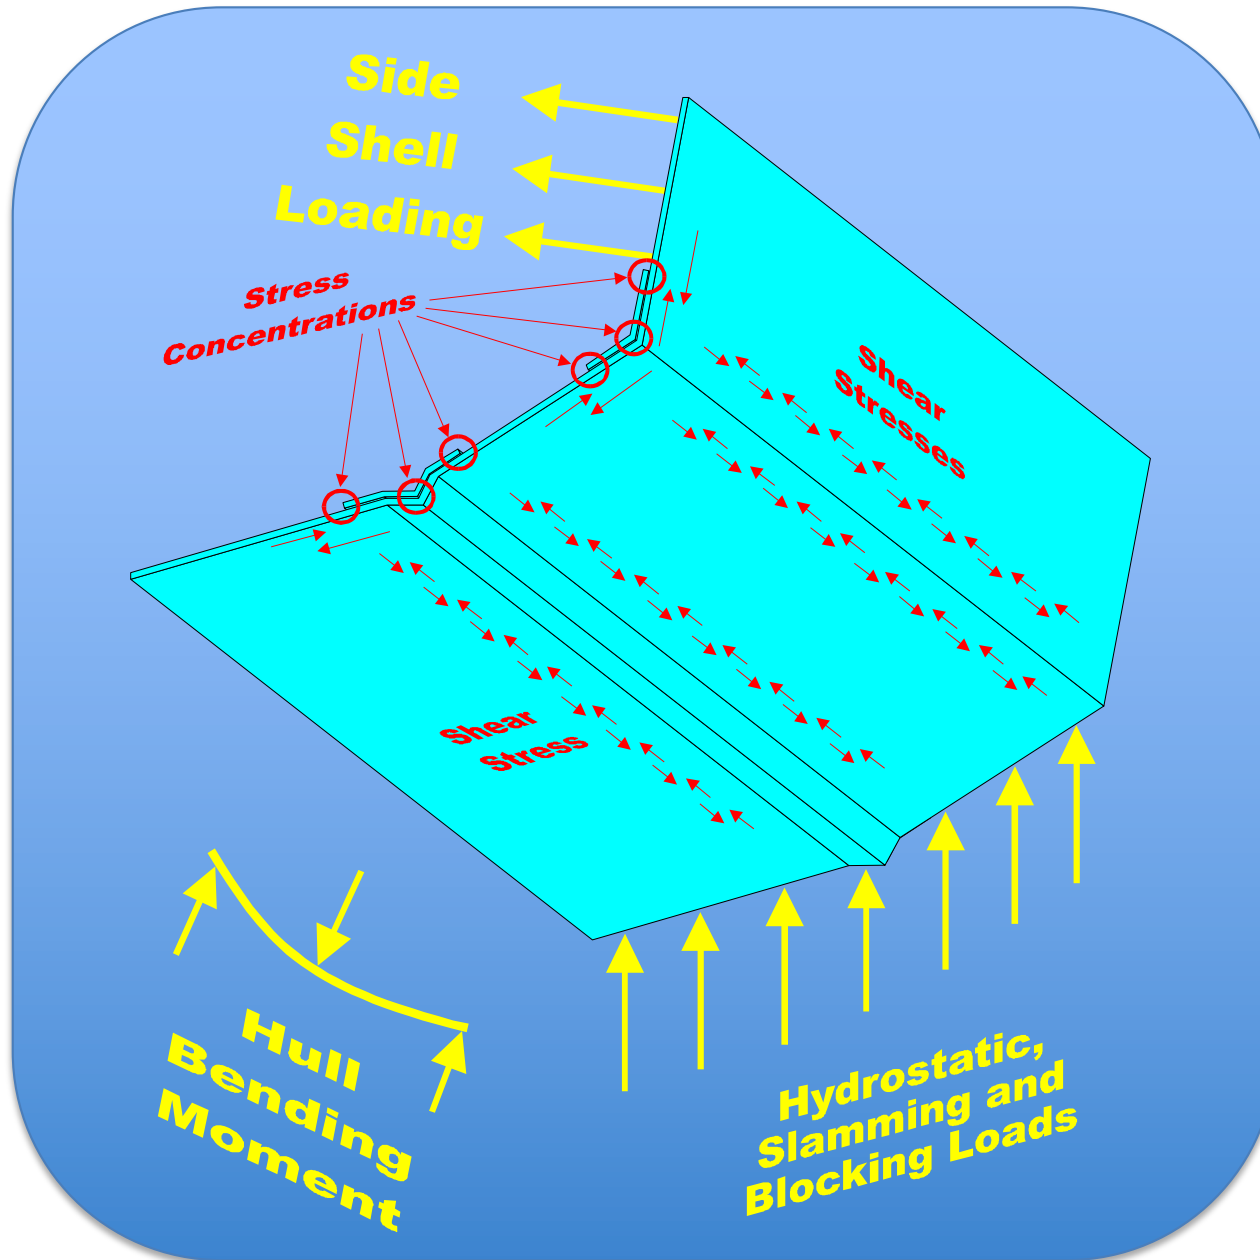 Side
Shell
Loading
Stress
Concentrations
Shear
Stresses
Shear
Stress
Hull
Bending
Moment
Hydrostatic,
Slamming and
Blocking Loads